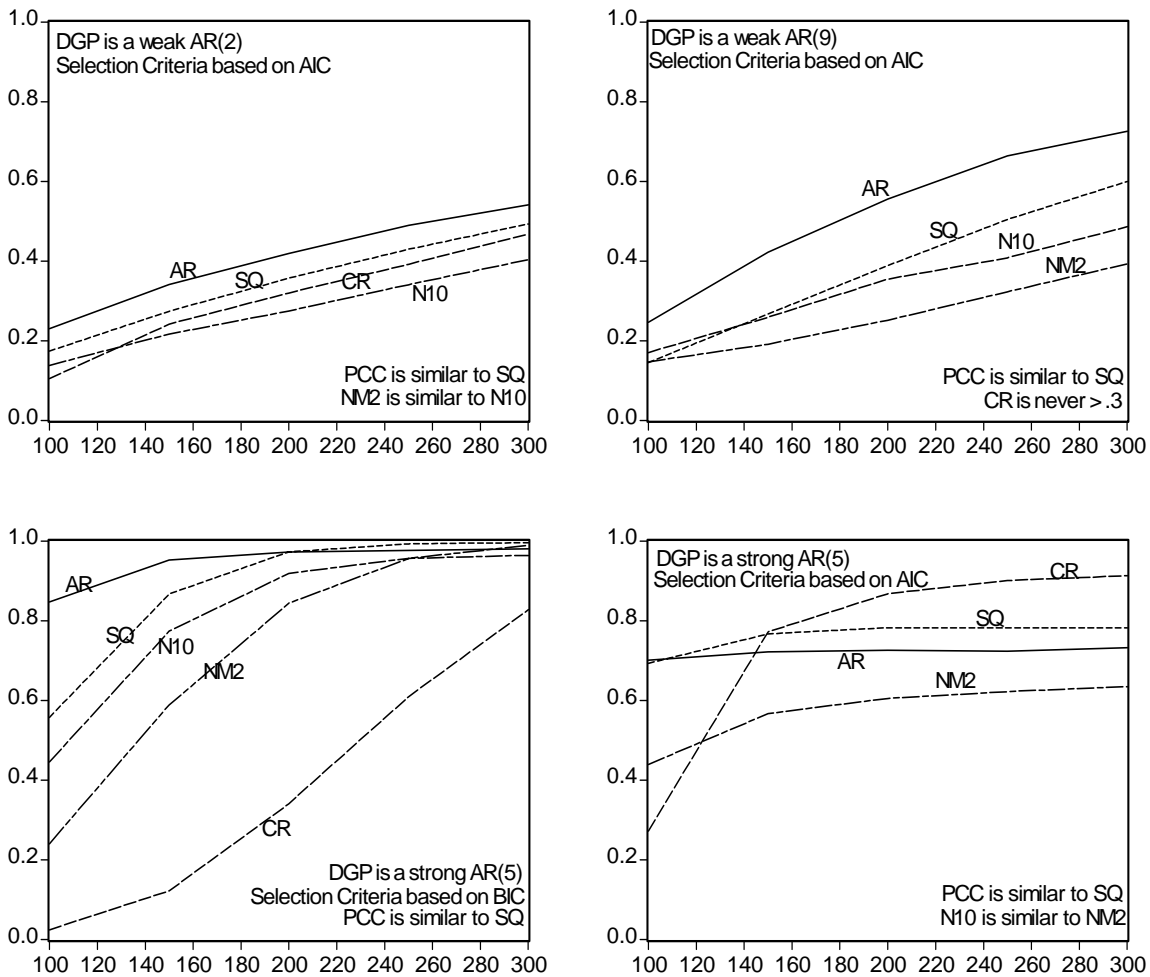 DGP is a weak AR(2)
Selection Criteria based on AIC
AR
SQ
CR
N10
PCC is similar to SQ
NM2 is similar to N10
1.0
0.8
0.6
0.4
0.2
0.0
100 120 140 160 180 200 220 240 260 280 300
DGP is a weak AR(9)
Selection Criteria based on AIC
AR
SQ
N10
NM2
PCC is similar to SQ
CR is never > .3
1.0
0.8
0.6
0.4
0.2
0.0
100 120 140 160 180 200 220 240 260 280 300
AR
SQ
N10
NM2
CR
DGP is a strong AR(5)
Selection Criteria based on BIC
PCC is similar to SQ
1.0
0.8
0.6
0.4
0.2
0.0
100 120 140 160 180 200 220 240 260 280 300
DGP is a strong AR(5)
Selection Criteria based on AIC
CR
SQ
AR
NM2
PCC is similar to SQ
N10 is similar to NM2
1.0
0.8
0.6
0.4
0.2
0.0
100 120 140 160 180 200 220 240 260 280 300